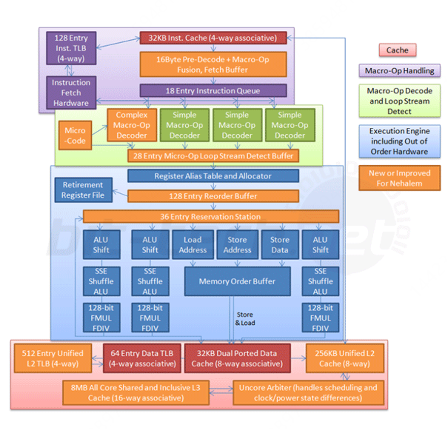 128 Entry
Inst. TLB
(4-way)
32KB Inst. Cache (4-way associative)
16Byte Pre-Decode + Macro-Op
Fusion, Fetch Buffer
Instruction
Fetch
Hardware
18 Entry Instruction Queue
Micro
-Code
Complex
Macro-Op
Decoder
Simple
Macro-Op
Decoder
Simple
Macro-Op
Decoder
Simple
Macro-Op
Decoder
28 Entry Micro-Op Loop Stream Detect Buffer
Register Alias Table and Allocator
Retirement
Register File
128 Entry Reorder Buffer
36 Entry Reservation Station
ALU
Shift
ALU
Shift
Load
Address
Store
Address
Store
Data
ALU
Shift
SSE
Shuffle
ALU
SSE
Shuffle
ALU
Memory Order Buffer
SSE
Shuffle
ALU
128-bit
FMUL
FDIV
128-bit
FMUL
FDIV
128-bit
FMUL
FDIV
Store
& Load
512 Entry Unified
L2 TLB (4-way)
64 Entry Data TLB
(4-way associative)
32KB Dual Ported Data
Cache (8-way associative)
256KB Unified L2
Cache (8-way)
8MB All Core Shared and Inclusive L3
Cache (16-way associative)
Uncore Arbiter (handles scheduling and
clock/power state differences)
Cache
Macro-Op Handling
Macro-Op Decode
and Loop Stream
Detect
Execution Engine
including Out of
Order Hardware
New or Improved
For Nehalem